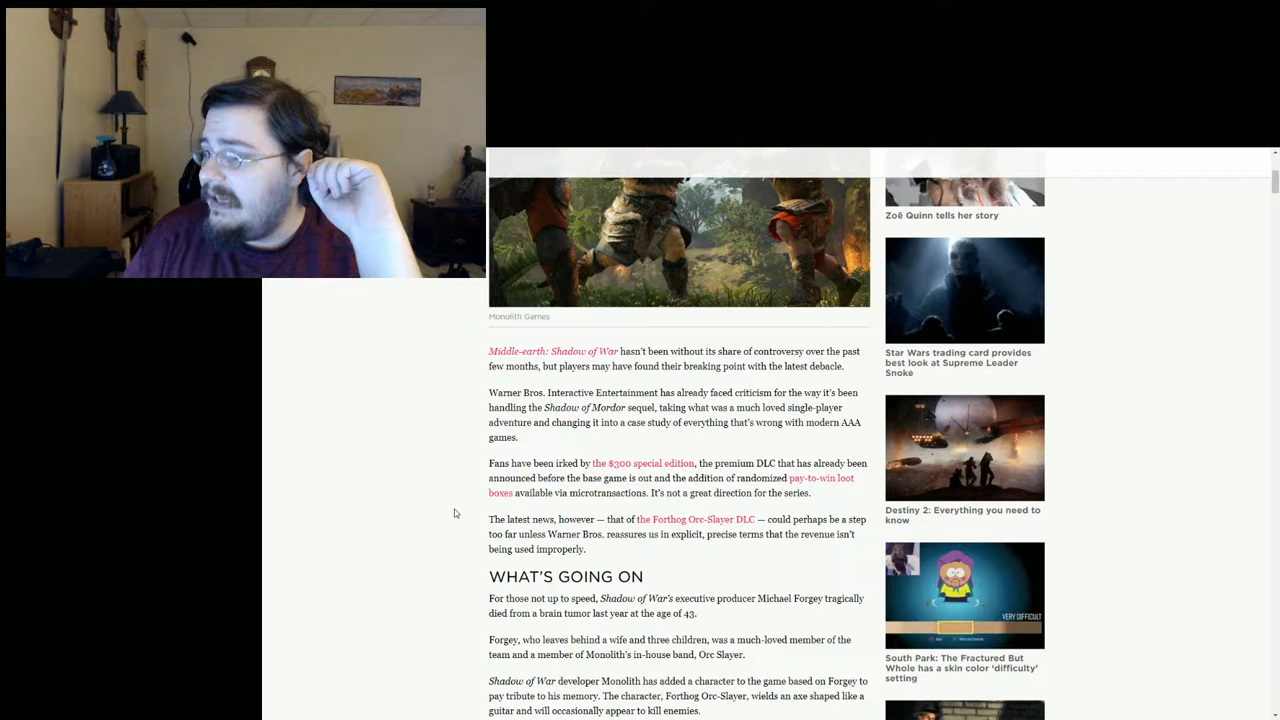 Zoë Quinn tells her story
Monolith Games
Middle-earth: Shadow of War hasn't been without its share of controversy over the past
few months, but players may have found their breaking point with the latest debacle.
Warner Bros. Interactive Entertainment has already faced criticism for the way it's been
handling the Shadow of Mordor sequel, taking what was a much loved single-player
adventure and changing it into a case study of everything that's wrong with modern AAA
games.
Fans have been irked by the $300 special edition, the premium DLC that has already been
announced before the base game is out and the addition of randomized pay-to-win loot
boxes available via microtransactions. It's not a great direction for the series.
The latest news, however — that of the Forthog Orc-Slayer DLC — could perhaps be a step
too far unless Warner Bros. reassures us in explicit, precise terms that the revenue isn't
being used improperly.
WHAT'S GOING ON
For those not up to speed, Shadow of War's executive producer Michael Forgey tragically
died from a brain tumor last year at the age of 43.
Forgey, who leaves behind a wife and three children, was a much-loved member of the
team and a member of Monolith's in-house band, Orc Slayer.
Shadow of War developer Monolith has added a character to the game based on Forgey to
pay tribute to his memory. The character, Forthog Orc-Slayer, wields an axe shaped like a
guitar and will occasionally appear to kill enemies.
Star Wars trading card provides
best look at Supreme Leader
Snoke
Destiny 2: Everything you need to
know
VERY DIFFICULT
South Park: The Fractured But
Whole has a skin color 'difficulty'
setting